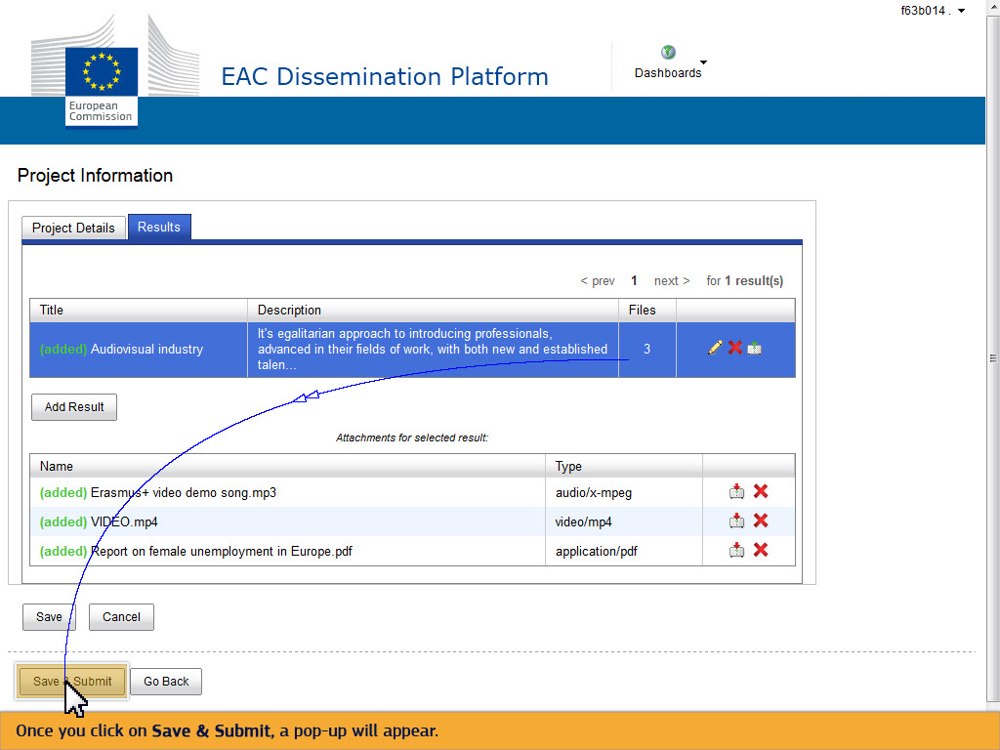 f63b014 .
EAC Dissemination Platform
Dashboards
European
Commission
Project Information
Project Details
Results
< prev 1 next > for 1 result(s)
Title Description Files
(added) Audiovisual industry
It's egalitarian approach to introducing professionals,
advanced in their fields of work, with both new and established
talen...
3
Add Result
Attachments for selected result:
Name Type
(added) Erasmus+ video demo song.mp3 audio/x-mpeg
(added) VIDEO.mp4 video/mp4
(added) Report on female unemployment in Europe.pdf application/pdf
Save Cancel
Save & Submit Go Back
Once you click on Save & Submit, a pop-up will appear.